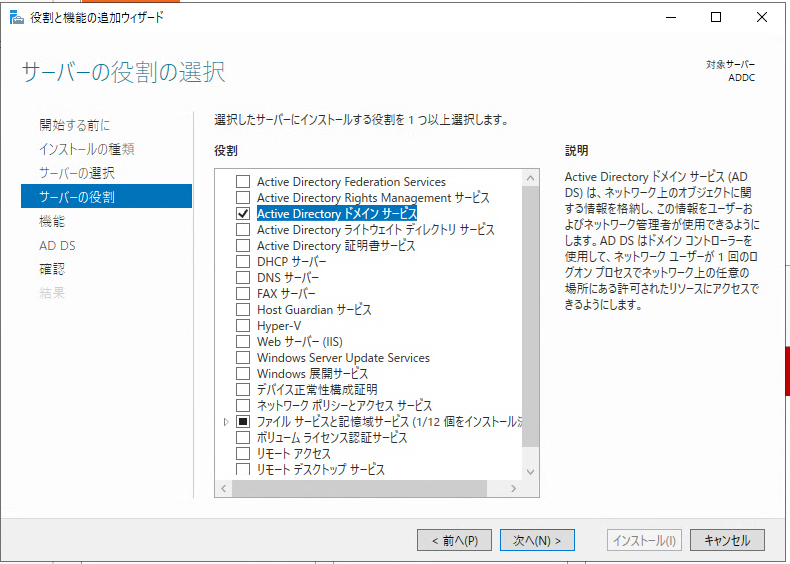 役割と機能の追加ウィザード
サーバーの役割の選択
対象サーバー
ADDC
開始する前に
インストールの種類
サーバーの選択
サーバーの役割
機能
AD DS
確認
結果
選択したサーバーにインストールする役割を 1 つ以上選択します。
役割
Active Directory Federation Services
Active Directory Rights Management サービス
Active Directory ドメイン サービス
Active Directory ライトウェイト ディレクトリ サービス
Active Directory 証明書サービス
DHCP サーバー
DNS サーバー
FAX サーバー
Host Guardian サービス
Hyper-V
Web サーバー (IIS)
Windows Server Update Services
Windows 展開サービス
デバイス正常性構成証明
ネットワーク ポリシーとアクセス サービス
ファイル サービスと記憶域サービス (1/12 個をインストール
ボリューム ライセンス認証サービス
リモート アクセス
リモート デスクトップ サービス
説明
Active Directory ドメイン サービス (AD
DS) は、ネットワーク上のオブジェクトに関
する情報を格納し、この情報をユーザーお
よびネットワーク管理者が使用できるように
します。AD DS はドメイン コントローラーを
使用して、ネットワーク ユーザーが 1 回のロ
グオン プロセスでネットワーク上の任意の
場所にある許可されたリソースにアクセスで
きるようにします。
< 前へ(P)
次へ(N) >
インストール(I)
キャンセル